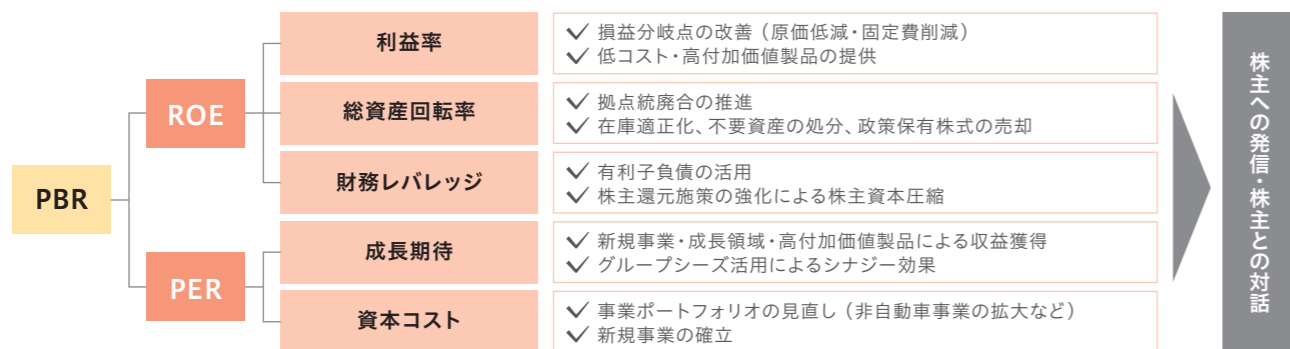 PBR
ROE
利益率
✓ 損益分岐点の改善（原価低減・固定費削減）
✓ 低コスト・高付加価値製品の提供
総資産回転率
✓ 拠点統廃合の推進
✓ 在庫適正化、不要資産の処分、政策保有株式の売却
財務レバレッジ
✓ 有利子負債の活用
✓ 株主還元施策の強化による株主資本圧縮
PER
成長期待
✓ 新規事業・成長領域・高付加価値製品による収益獲得
✓ グループシーズ活用によるシナジー効果
資本コスト
✓ 事業ポートフォリオの見直し（非自動車事業の拡大など）
✓ 新規事業の確立
株主への発信・株主との対話